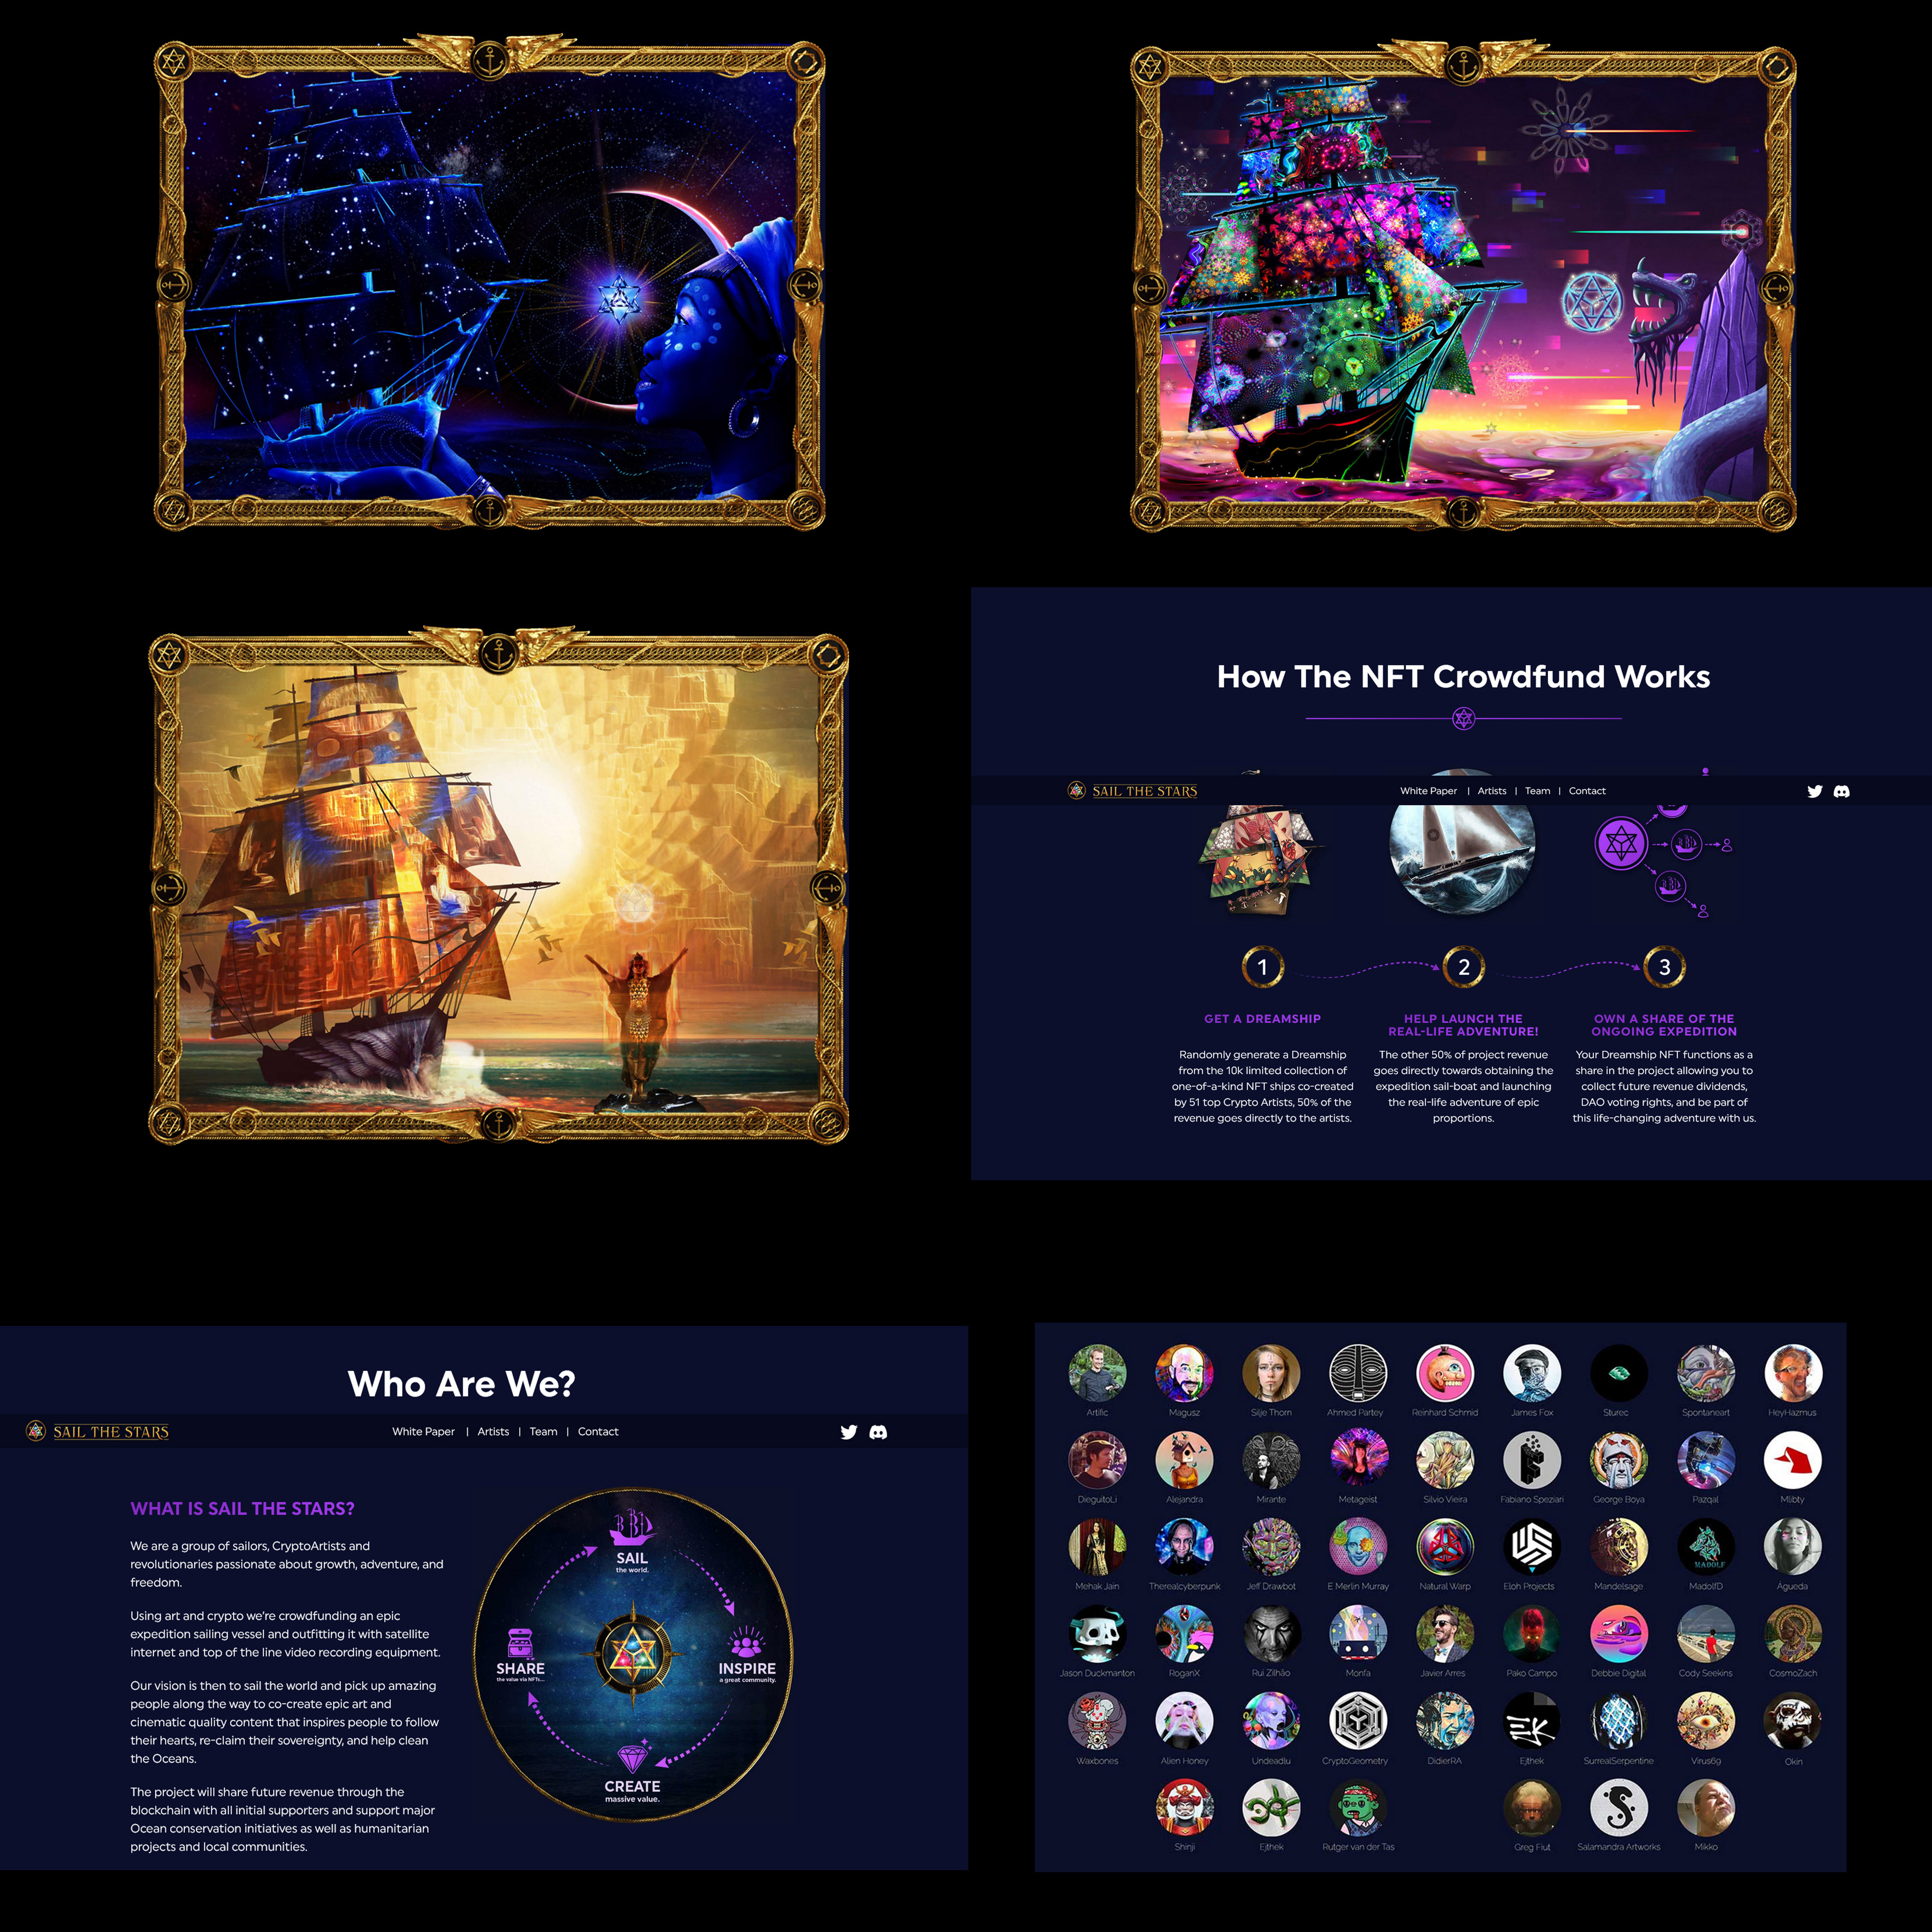 How The NFT Crowdfund Works
SAIL THE STARS
White Paper | Artists | Team | Contact
1
2
3
GET A DREAMSHIP
Randomly generate a Dreamship
from the 10k limited collection of
one-of-a-kind NFT ships co-created
by 51 top Crypto Artists, 50% of the
revenue goes directly to the artists.
HELP LAUNCH THE
REAL-LIFE ADVENTURE!
The other 50% of project revenue
goes directly towards obtaining the
expedition sail-boat and launching
the real-life adventure of epic
proportions.
OWN A SHARE OF THE
ONGOING EXPEDITION
Your Dreamship NFT functions as a
share in the project allowing you to
collect future revenue dividends,
DAO voting rights, and be part of
this life-changing adventure with us.
Who Are We?
SAIL THE STARS
White Paper | Artists | Team | Contact
WHAT IS SAIL THE STARS?
We are a group of sailors, CryptoArtists and
revolutionaries passionate about growth, adventure, and
freedom.
Using art and crypto we're crowdfunding an epic
expedition sailing vessel and outfitting it with satellite
internet and top of the line video recording equipment.
Our vision is then to sail the world and pick up amazing
people along the way to co-create epic art and
cinematic quality content that inspires people to follow
their hearts, re-claim their sovereignty, and help clean
the Oceans.
The project will share future revenue through the
blockchain with all initial supporters and support major
Ocean conservation initiatives as well as humanitarian
projects and local communities.
SAIL
the world.
SHARE
the value via NFTs...
INSPIRE
a great community.
CREATE
massive value.
Artific Magusz Silje Thorn Ahmed Partey Reinhard Schmid James Fox Sturec Spontaneart HeyHazmus
DieguitoLi Alejandra Mirante Metageist Silvio Vieira Fabiano Speziari George Boya Pazqal Mlibty
MADOLF
Mehak Jain Therealcyberpunk Jeff Drawbot E Merlin Murray Natural Warp Eloh Projects Mandelsage MadolfD Águeda
Jason Duckmanton RoganX Rui Zilhão Monfa Javier Arres Pako Campo Debbie Digital Cody Seekins CosmoZach
EK
Waxbones Alien Honey Undeadlu CryptoGeometry DidierRA Ejthek SurrealSerpentine Virus69 Okin
Shinji Ejthek Rutger van der Tas Greg Fiut Salamandra Artworks Mikko